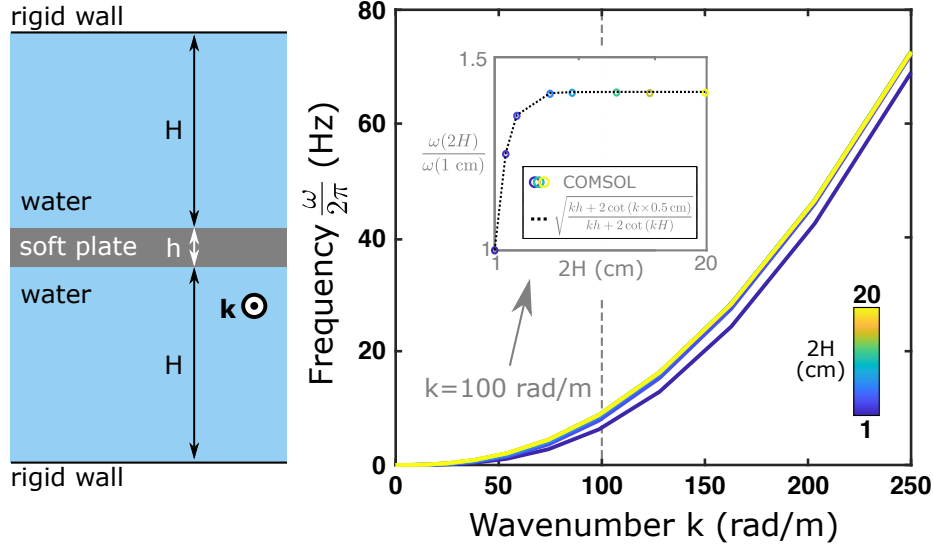 rigid wall
H
water
soft plate
h
water
k
H
rigid wall
Frequency ω/2π (Hz)
80
60
40
20
0
0
50
100
150
200
250
Wavenumber k (rad/m)
k=100 rad/m
1.5
1
ω(2H)/ω(1 cm)
1
20
2H (cm)
COMSOL
√((kh + 2 cot (k×0.5 cm))/(kh + 2 cot (kH)))
20
2H
(cm)
1